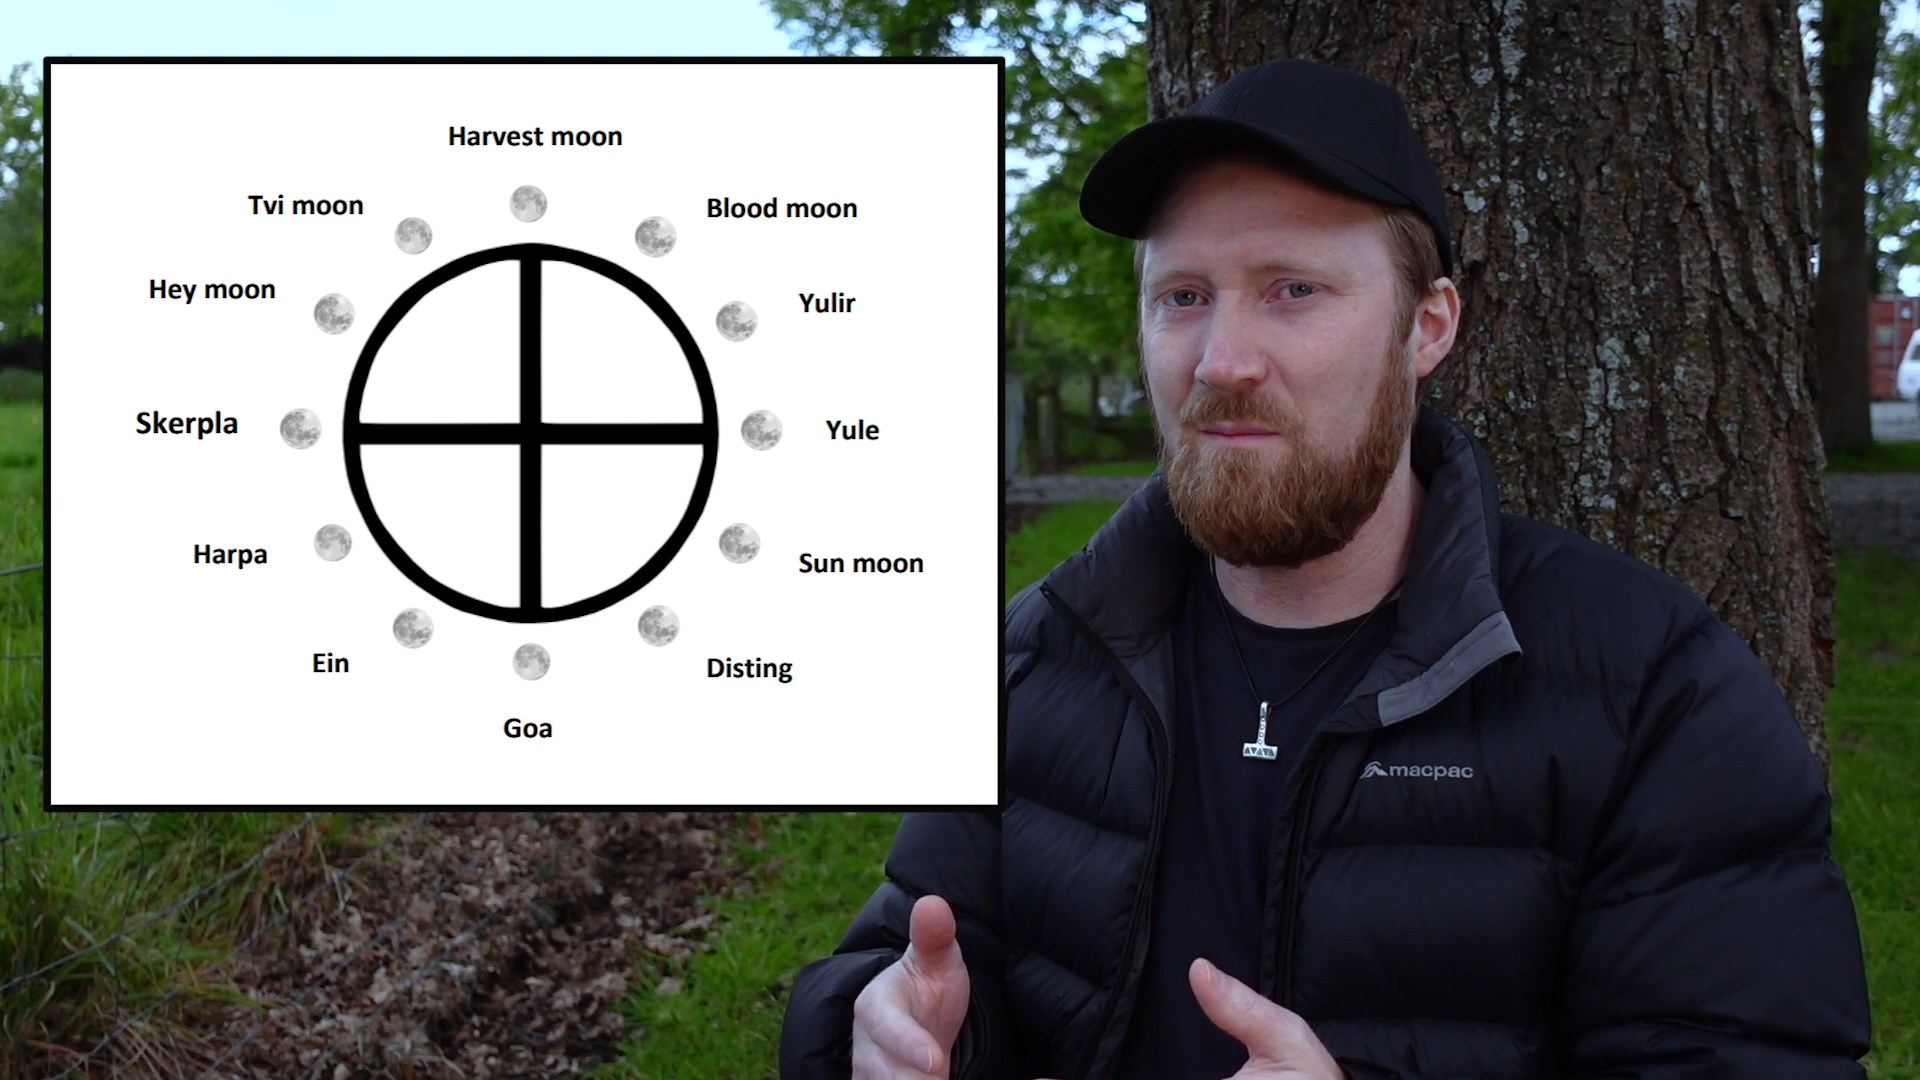 Harvest moon
Blood moon
Yulir
Yule
Sun moon
Disting
Goa
Ein
Harpa
Skerpla
Hey moon
Tvi moon
macpac